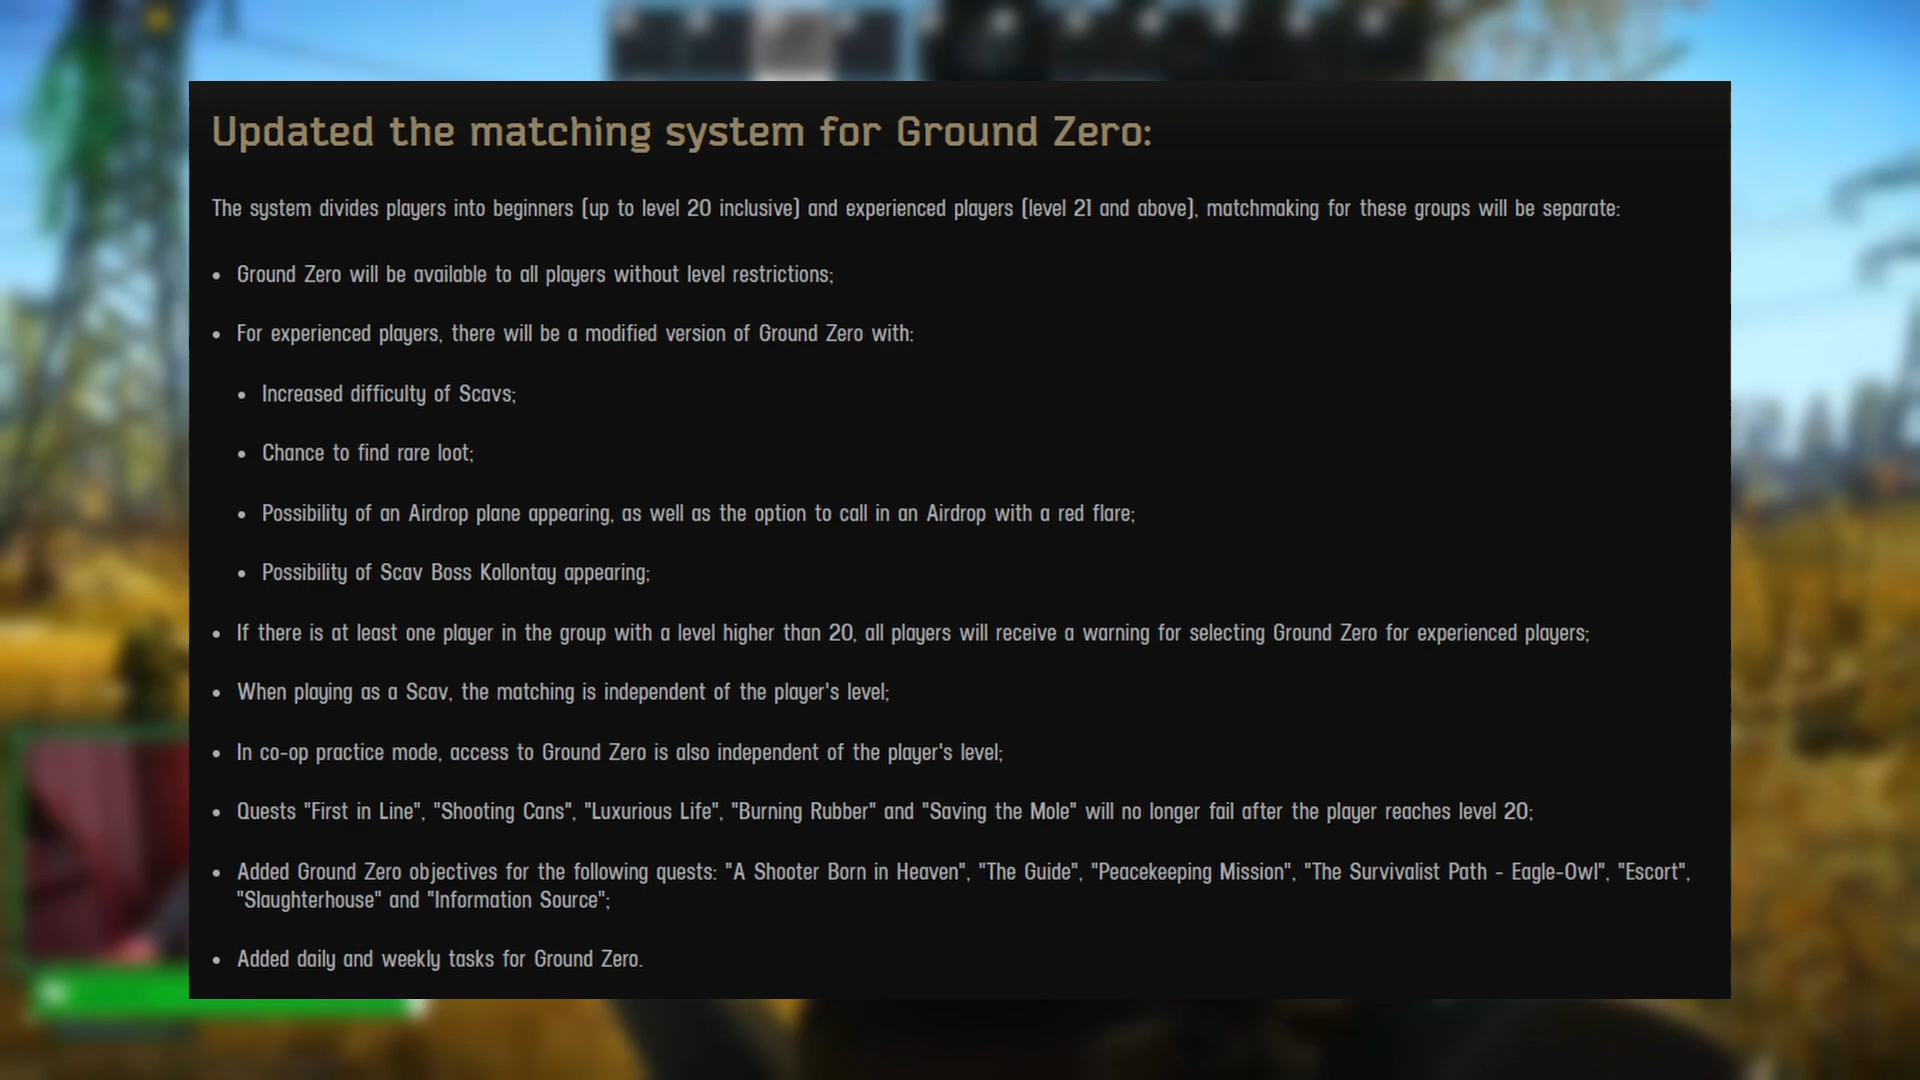 Updated the matching system for Ground Zero:
The system divides players into beginners (up to level 20 inclusive) and experienced players (level 21 and above), matchmaking for these groups will be separate:
• Ground Zero will be available to all players without level restrictions;
• For experienced players, there will be a modified version of Ground Zero with:
• Increased difficulty of Scavs;
• Chance to find rare loot;
• Possibility of an Airdrop plane appearing, as well as the option to call in an Airdrop with a red flare;
• Possibility of Scav Boss Kollontay appearing;
• If there is at least one player in the group with a level higher than 20, all players will receive a warning for selecting Ground Zero for experienced players;
• When playing as a Scav, the matching is independent of the player's level;
• In co-op practice mode, access to Ground Zero is also independent of the player's level;
• Quests "First in Line", "Shooting Cans", "Luxurious Life", "Burning Rubber" and "Saving the Mole" will no longer fail after the player reaches level 20;
• Added Ground Zero objectives for the following quests: "A Shooter Born in Heaven", "The Guide", "Peacekeeping Mission", "The Survivalist Path - Eagle-Owl", "Escort",
"Slaughterhouse" and "Information Source";
• Added daily and weekly tasks for Ground Zero.